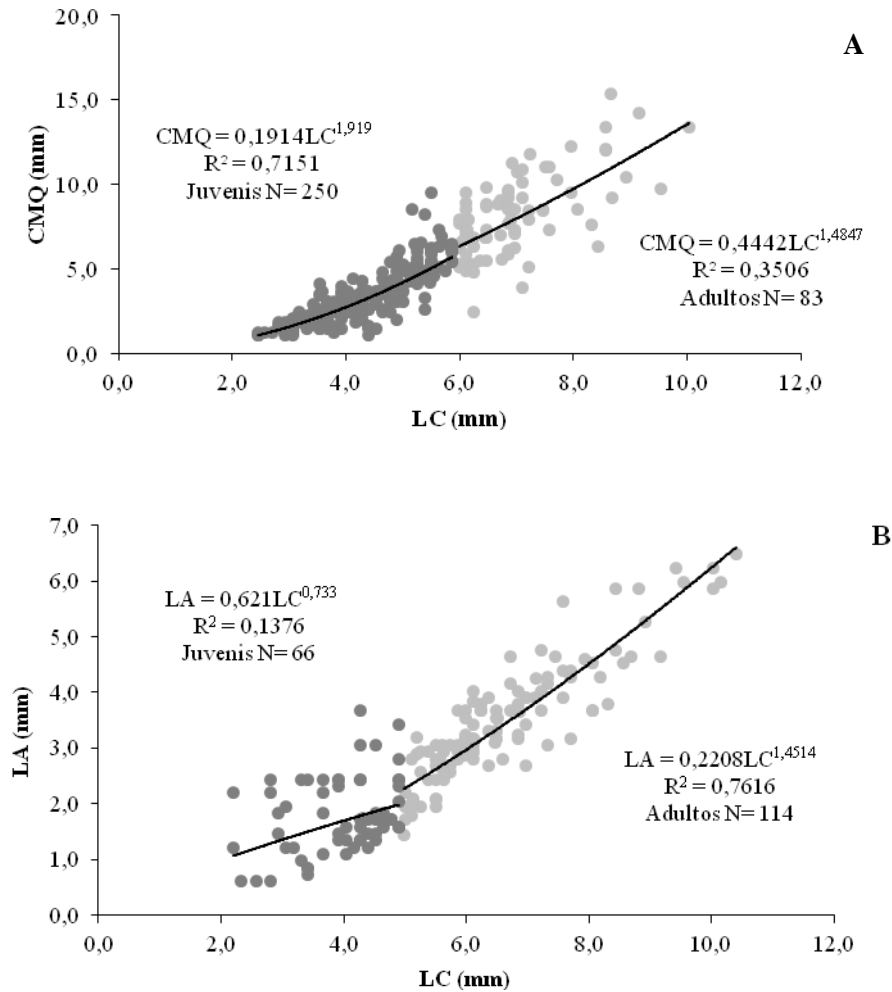 A
20,0
15,0
10,0
5,0
0,0
CMQ (mm)
CMQ = 0,1914LC^1,919
R² = 0,7151
Juvenis N= 250
CMQ = 0,4442LC^1,4847
R² = 0,3506
Adultos N= 83
0,0 2,0 4,0 6,0 8,0 10,0 12,0
LC (mm)
B
7,0
6,0
5,0
4,0
3,0
2,0
1,0
0,0
LA (mm)
LA = 0,621LC^0,733
R² = 0,1376
Juvenis N= 66
LA = 0,2208LC^1,4514
R² = 0,7616
Adultos N= 114
0,0 2,0 4,0 6,0 8,0 10,0 12,0
LC (mm)